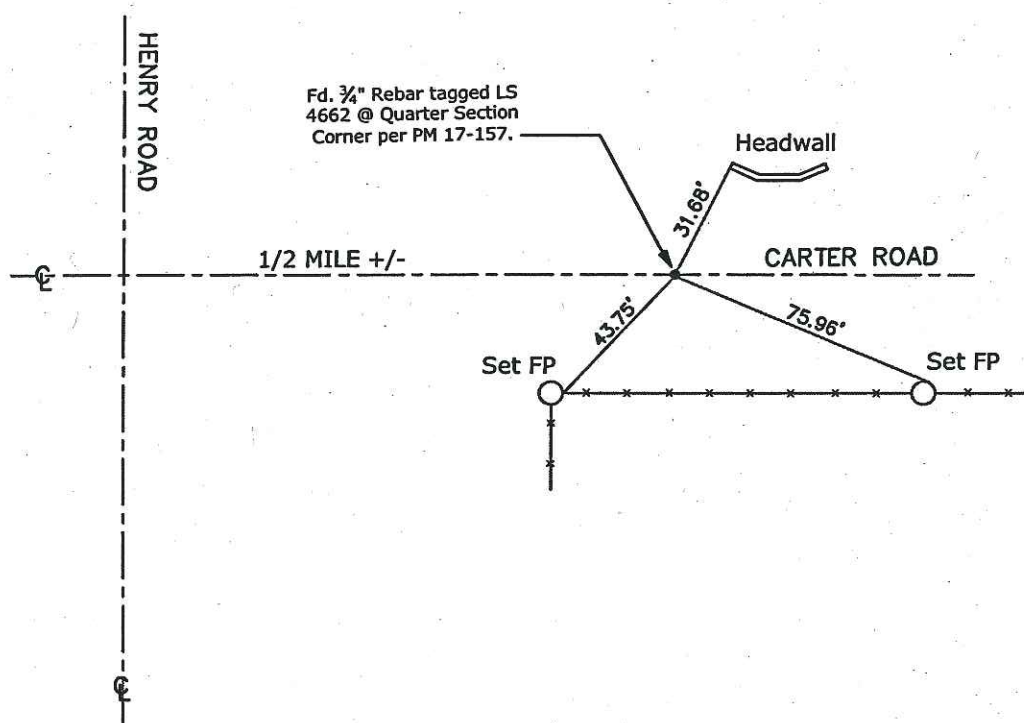 HENRY ROAD
Fd. ¾" Rebar tagged LS
4662 @ Quarter Section
Corner per PM 17-157.
Headwall
31.68'
℄
1/2 MILE +/-
CARTER ROAD
43.75'
75.96'
Set FP
Set FP
℄